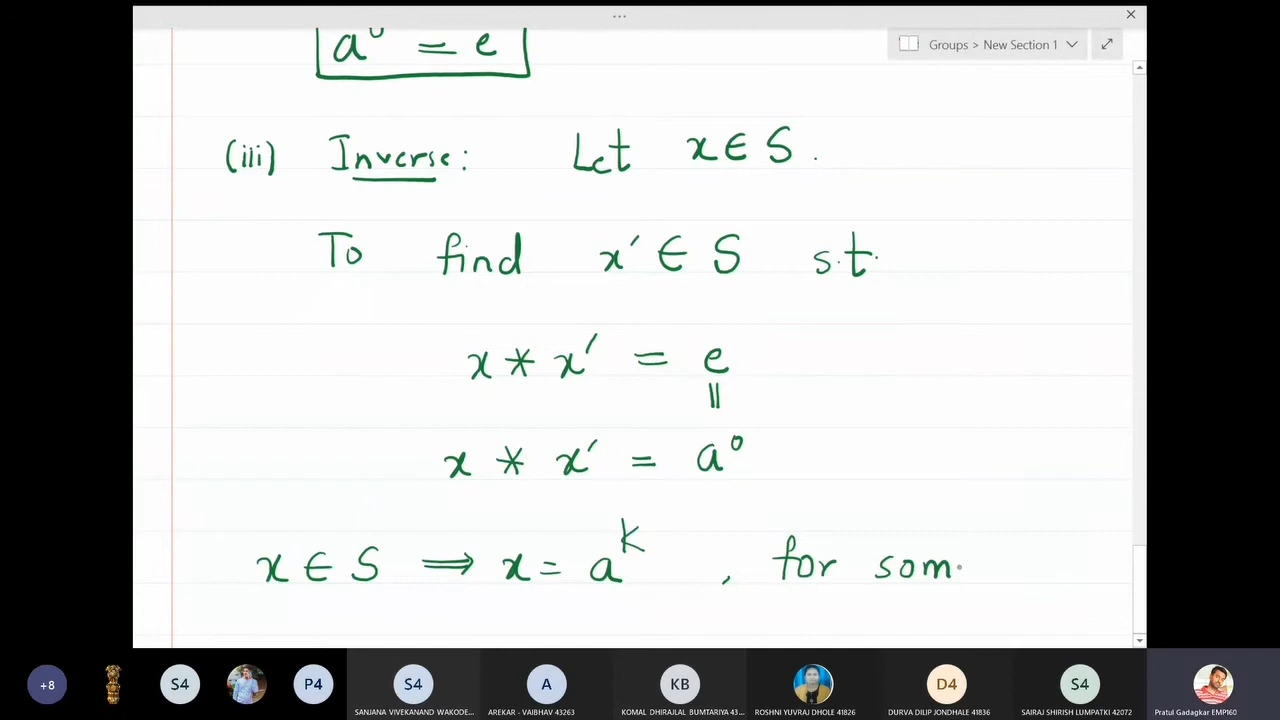 a⁰ = e
Groups > New Section 1
(iii) Inverse: Let x ∈ S.
To find x′ ∈ S s.t.
x * x′ = e
||
x * x′ = a⁰
x ∈ S ⟹ x = aᵏ , for som
+8 S4 P4 S4 A KB D4 S4
SANJANA VIVEKANAND WAKODE... AREKAR - VAIBHAV 43263 KOMAL DHIRAJLAL BUMTARIYA 43... ROSHNI YUVRAJ DHOLE 41826 DURVA DILIP JONDHALE 41836 SAIRAJ SHIRISH LUMPATKI 42072 Pratul Gadagkar EMP160